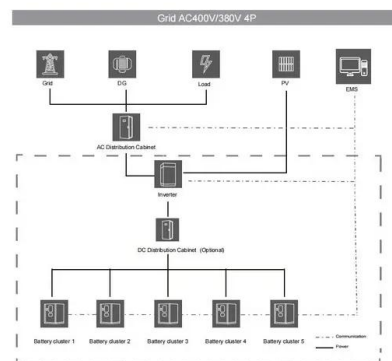 Grid AC400V/380V 4P
Grid
DG
Load
PV
EMS
AC Distribution Cabinet
Inverter
DC Distribution Cabinet (Optional)
Battery cluster 1
Battery cluster 2
Battery cluster 3
Battery cluster 4
Battery cluster 5
Communication
Power